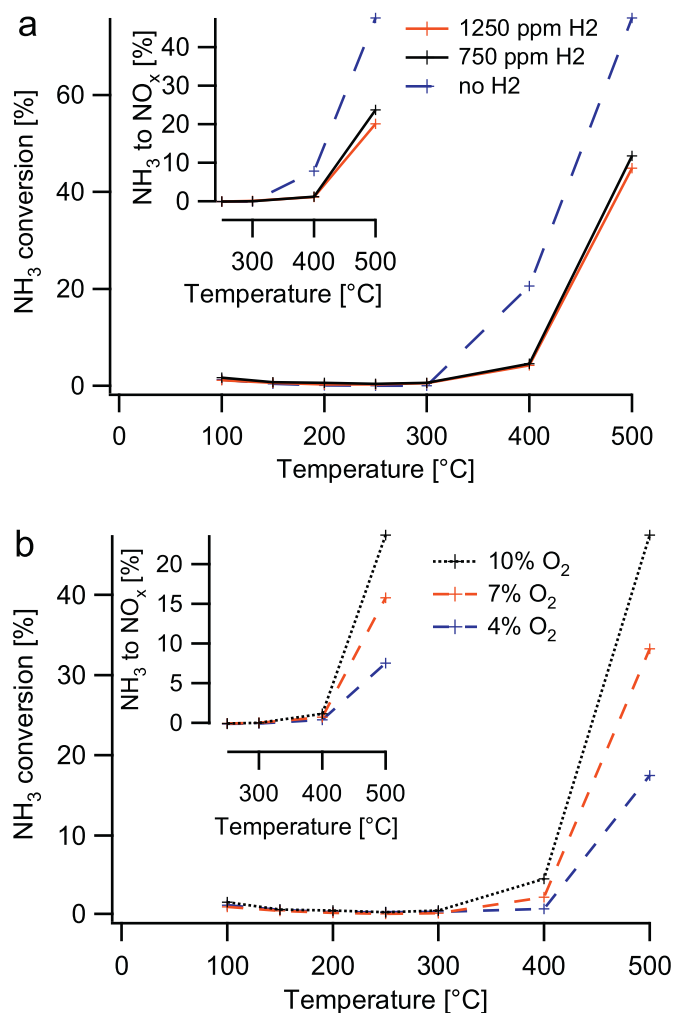 a
NH3 conversion [%]
60
40
20
0
0 100 200 300 400 500
Temperature [°C]
NH3 to NOx [%]
40
30
20
10
0
300 400 500
Temperature [°C]
1250 ppm H2
750 ppm H2
no H2
b
NH3 conversion [%]
40
30
20
10
0
0 100 200 300 400 500
Temperature [°C]
NH3 to NOx [%]
20
15
10
5
0
300 400 500
Temperature [°C]
10% O2
7% O2
4% O2